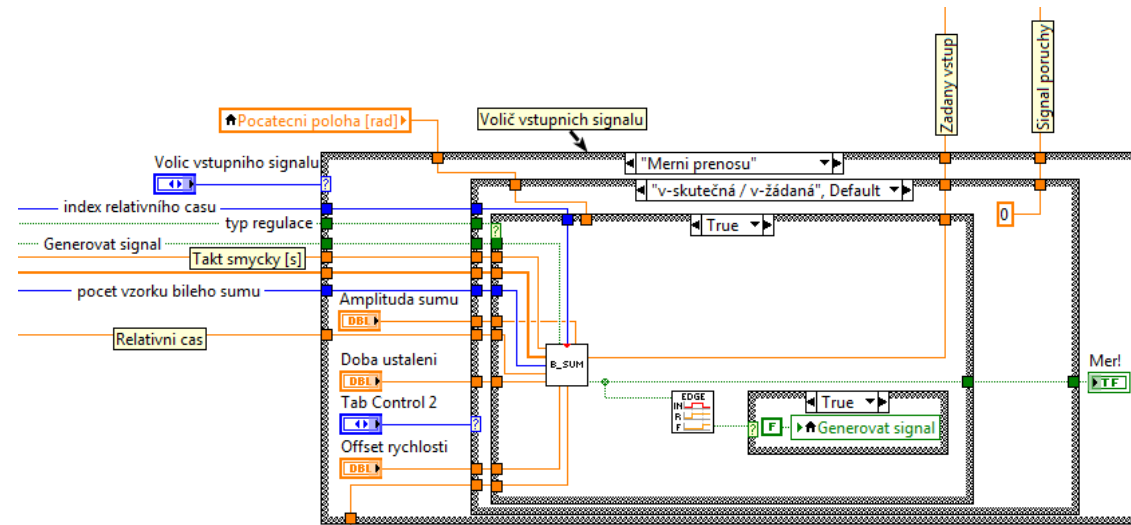 Zadany vstup
Signal poruchy
Pocatecni poloha [rad]
Volič vstupnich signalu
Volic vstupniho signalu
"Merni prenosu"
?
"v-skutečná / v-žádaná", Default
index relativního casu
0
typ regulace
True
?
Generovat signal
Takt smycky [s]
pocet vzorku bileho sumu
Amplituda sumu
DBL
Relativni cas
Doba ustaleni
B_SUM
Mer!
DBL
TF
EDGE
IN
R
F
True
Tab Control 2
?
?
F
Generovat signal
Offset rychlosti
DBL